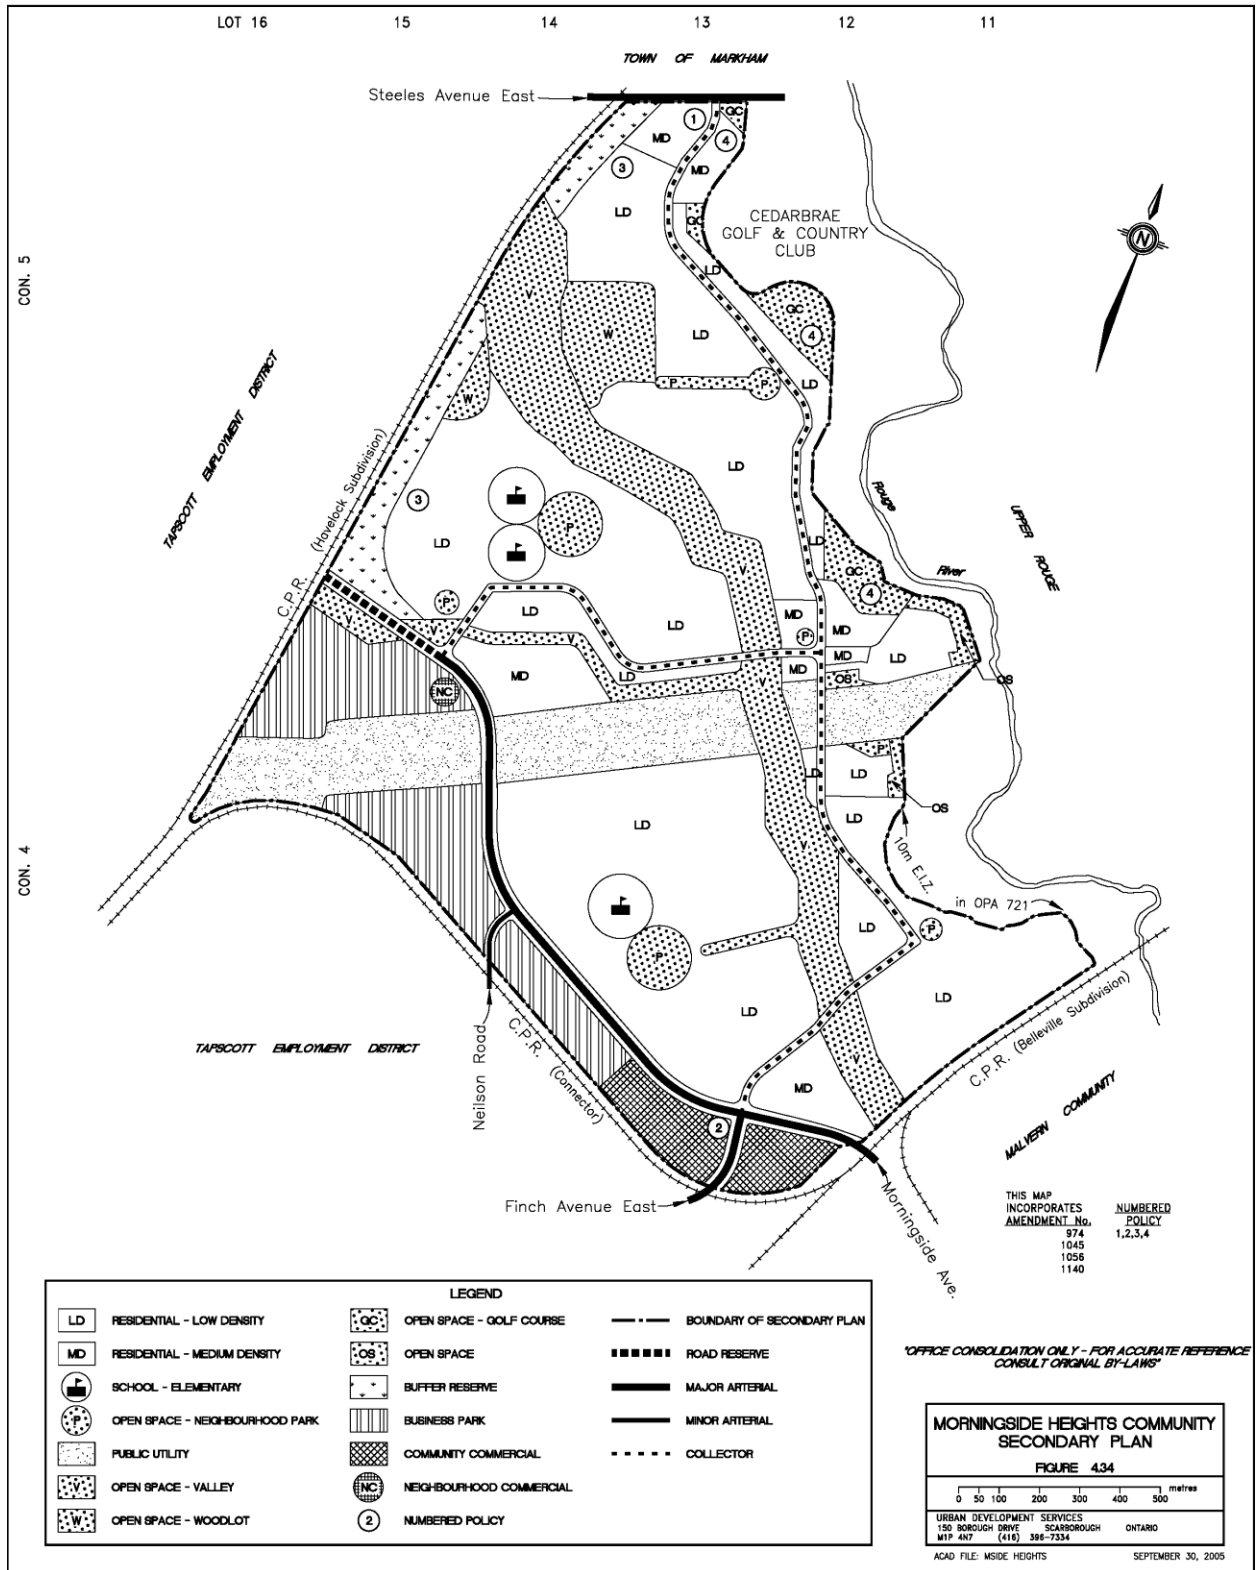 LOT 16
15
14
13
12
11
TOWN OF MARKHAM
Steeles Avenue East
CON. 5
CON. 4
1
GC
MD
4
3
MD
LD
GC
CEDARBRAE
GOLF & COUNTRY
CLUB
N
LD
V
GC
W
LD
4
P
P
LD
W
TAPSCOTT EMPLOYMENT DISTRICT
C.P.R. (Havelock Subdivision)
LD
3
P
LD
LD
V
Rouge
River
UPPER ROUGE
GC
4
P
LD
MD
MD
V
V
V
LD
P
MD
LD
OS
MD
LD
MD
V
OS
NC
P
LD
LD
OS
LD
LD
V
10m E.I.Z.
in OPA 721
P
LD
P
LD
LD
V
TAPSCOTT EMPLOYMENT DISTRICT
Neilson Road
C.P.R. (Connector)
C.P.R. (Belleville Subdivision)
MD
2
MALVERN COMMUNITY
Finch Avenue East
Morningside Ave.
THIS MAP
INCORPORATES NUMBERED
AMENDMENT No. POLICY
974 1,2,3,4
1045
1056
1140
LEGEND
LD RESIDENTIAL - LOW DENSITY
MD RESIDENTIAL - MEDIUM DENSITY
SCHOOL - ELEMENTARY
P OPEN SPACE - NEIGHBOURHOOD PARK
PUBLIC UTILITY
V OPEN SPACE - VALLEY
W OPEN SPACE - WOODLOT
GC OPEN SPACE - GOLF COURSE
OS OPEN SPACE
BUFFER RESERVE
BUSINESS PARK
COMMUNITY COMMERCIAL
NC NEIGHBOURHOOD COMMERCIAL
2 NUMBERED POLICY
BOUNDARY OF SECONDARY PLAN
ROAD RESERVE
MAJOR ARTERIAL
MINOR ARTERIAL
COLLECTOR
"OFFICE CONSOLIDATION ONLY - FOR ACCURATE REFERENCE
CONSULT ORIGINAL BY-LAWS"
MORNINGSIDE HEIGHTS COMMUNITY
SECONDARY PLAN
FIGURE 4.34
metres
0 50 100 200 300 400 500
URBAN DEVELOPMENT SERVICES
150 BOROUGH DRIVE SCARBOROUGH ONTARIO
M1P 4N7 (416) 396-7334
ACAD FILE: MSIDE HEIGHTS SEPTEMBER 30, 2005